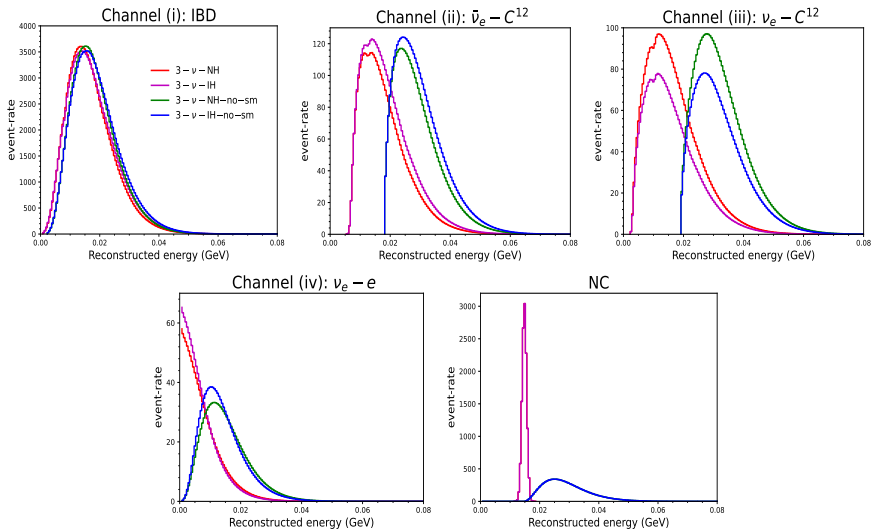 Channel (i): IBD
4000
3500
3000
2500
2000
1500
1000
500
0
event-rate
3−ν−NH
3−ν−IH
3−ν−NH−no−sm
3−ν−IH−no−sm
0.00 0.02 0.04 0.06 0.08
Reconstructed energy (GeV)
Channel (ii): ν̄ₑ − C¹²
120
100
80
60
40
20
0
event-rate
0.00 0.02 0.04 0.06 0.08
Reconstructed energy (GeV)
Channel (iii): νₑ − C¹²
100
80
60
40
20
0
event-rate
0.00 0.02 0.04 0.06 0.08
Reconstructed energy (GeV)
Channel (iv): νₑ − e
60
40
20
0
event-rate
0.00 0.02 0.04 0.06 0.08
Reconstructed energy (GeV)
NC
3000
2500
2000
1500
1000
500
0
event-rate
0.00 0.02 0.04 0.06 0.08
Reconstructed energy (GeV)